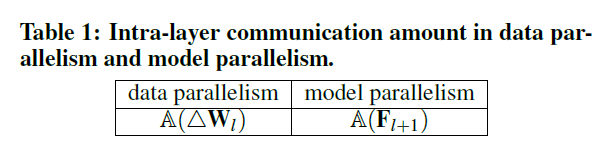 Table 1: Intra-layer communication amount in data par-
allelism and model parallelism.
data parallelism model parallelism
𝔸(△W_l) 𝔸(F_{l+1})